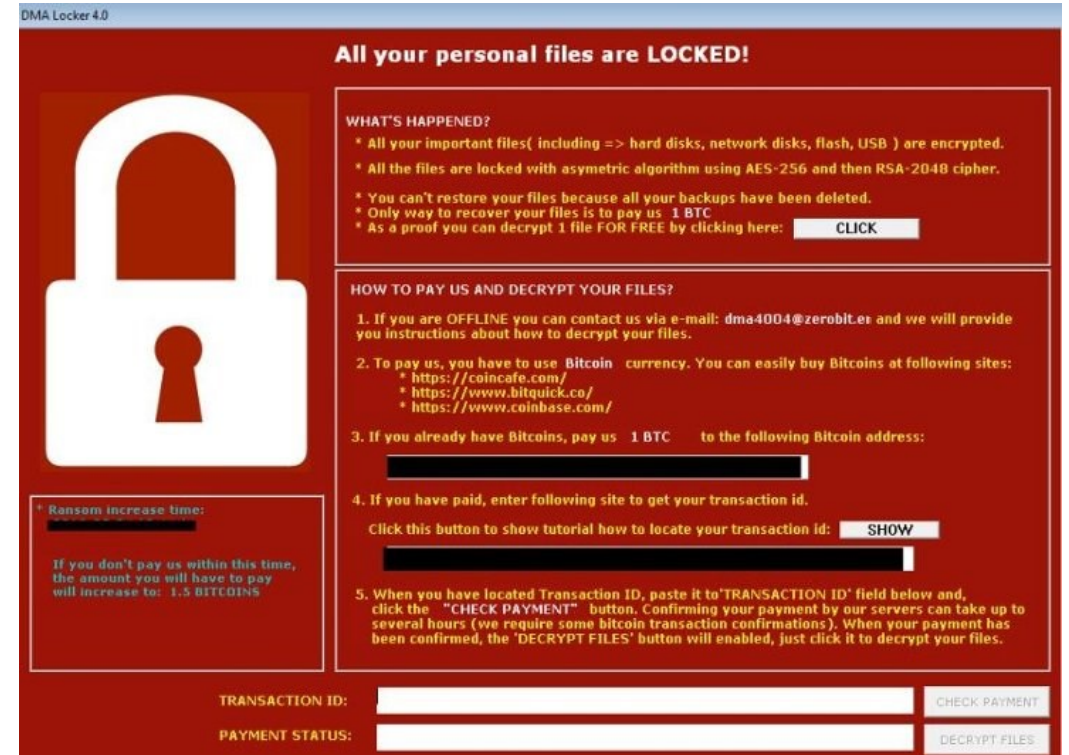 DMA Locker 4.0
All your personal files are LOCKED!
WHAT'S HAPPENED?
* All your important files( including => hard disks, network disks, flash, USB ) are encrypted.
* All the files are locked with asymetric algorithm using AES-256 and then RSA-2048 cipher.
* You can't restore your files because all your backups have been deleted.
* Only way to recover your files is to pay us 1 BTC
* As a proof you can decrypt 1 file FOR FREE by clicking here: CLICK
HOW TO PAY US AND DECRYPT YOUR FILES?
1. If you are OFFLINE you can contact us via e-mail: dma4004@zerobit.en and we will provide
you instructions about how to decrypt your files.
2. To pay us, you have to use Bitcoin currency. You can easily buy Bitcoins at following sites:
* https://coincafe.com/
* https://www.bitquick.co/
* https://www.coinbase.com/
3. If you already have Bitcoins, pay us 1 BTC to the following Bitcoin address:
4. If you have paid, enter following site to get your transaction id.
Click this button to show tutorial how to locate your transaction id: SHOW
5. When you have located Transaction ID, paste it to'TRANSACTION ID' field below and,
click the "CHECK PAYMENT" button. Confirming your payment by our servers can take up to
several hours (we require some bitcoin transaction confirmations). When your payment has
been confirmed, the 'DECRYPT FILES' button will enabled, just click it to decrypt your files.
* Ransom increase time:
If you don't pay us within this time,
the amount you will have to pay
will increase to: 1.5 BITCOINS
TRANSACTION ID:
CHECK PAYMENT
PAYMENT STATUS:
DECRYPT FILES